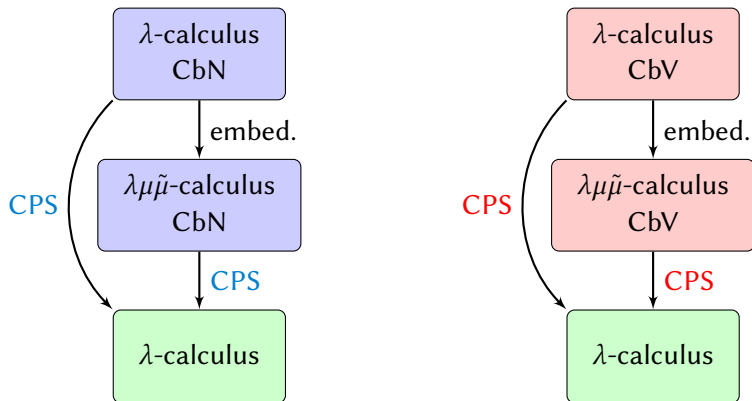 λ-calculus
CbN
embed.
CPS
λμμ̃-calculus
CbN
CPS
λ-calculus
λ-calculus
CbV
embed.
CPS
λμμ̃-calculus
CbV
CPS
λ-calculus